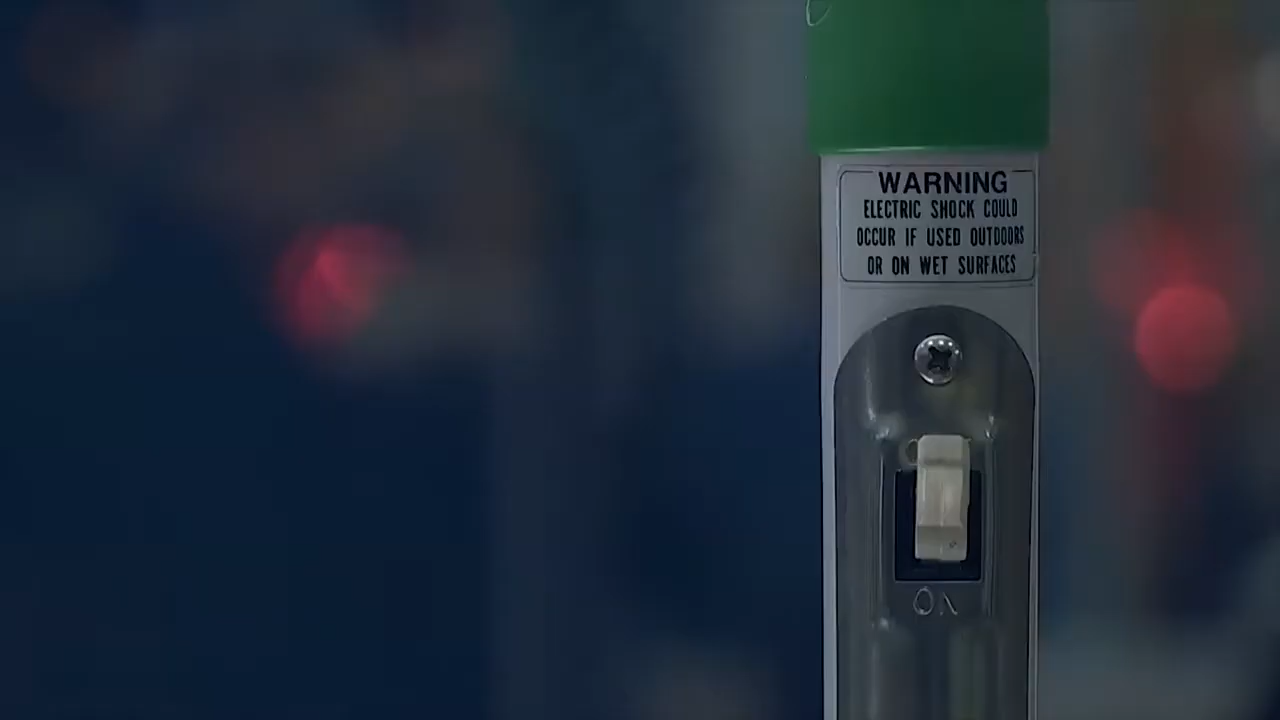 WARNING
ELECTRIC SHOCK COULD
OCCUR IF USED OUTDOORS
OR ON WET SURFACES
ON